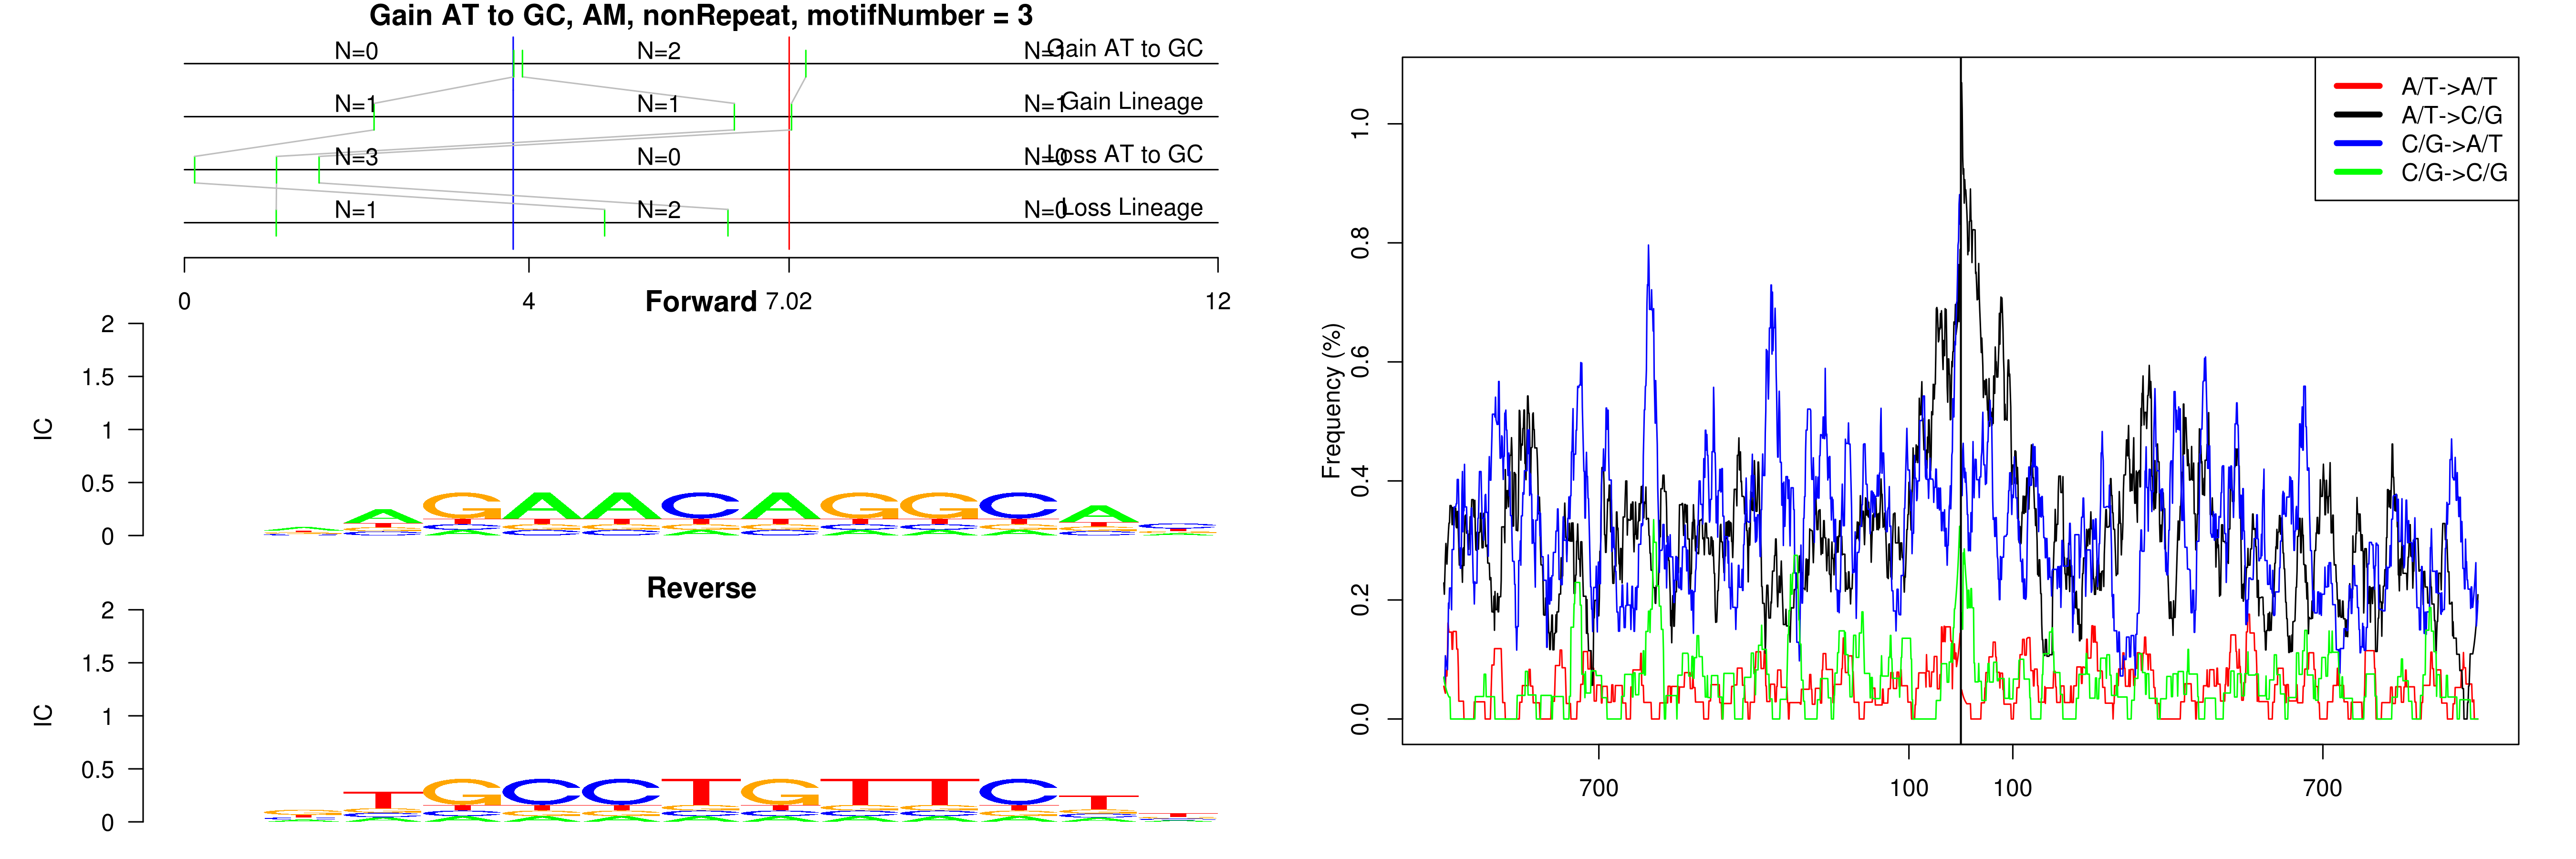 Gain AT to GC, AM, nonRepeat, motifNumber = 3
N=0 N=2 N=1 Gain AT to GC
N=1 N=1 N=1 Gain Lineage
N=3 N=0 N=0 Loss AT to GC
N=1 N=2 N=0 Loss Lineage
0 4 7.02 12
Forward
IC
2
1.5
1
0.5
0
A A G A A C A G G C A
Reverse
IC
2
1.5
1
0.5
0
G T G C C T G T T C T T
Frequency (%)
1.0
0.8
0.6
0.4
0.2
0.0
700 100 100 700
A/T->A/T
A/T->C/G
C/G->A/T
C/G->C/G